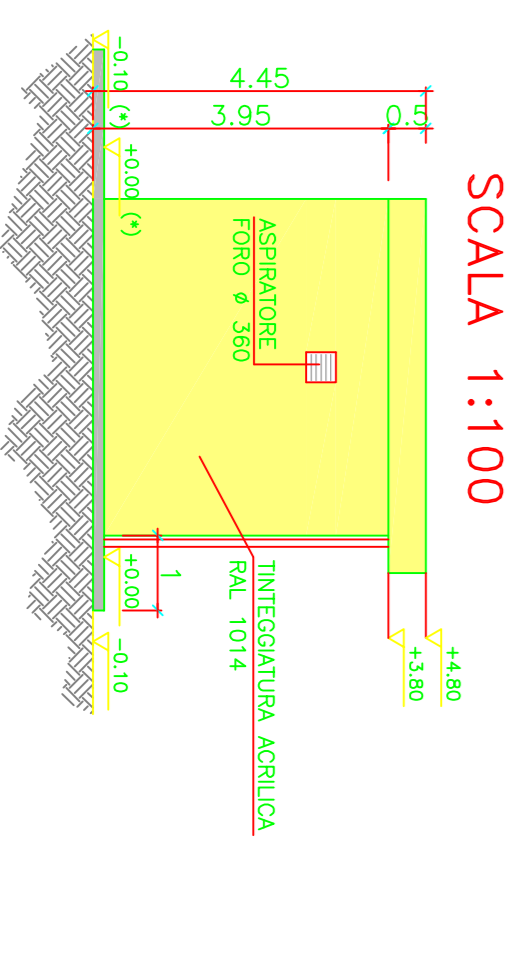 SCALA 1:100
4.45
3.95
0.5
-0.10 (*)
+0.00 (*)
ASPIRATORE
FORO ø 360
TINTEGGIATURA ACRILICA
RAL 1014
+4.80
+3.80
1
+0.00
-0.10